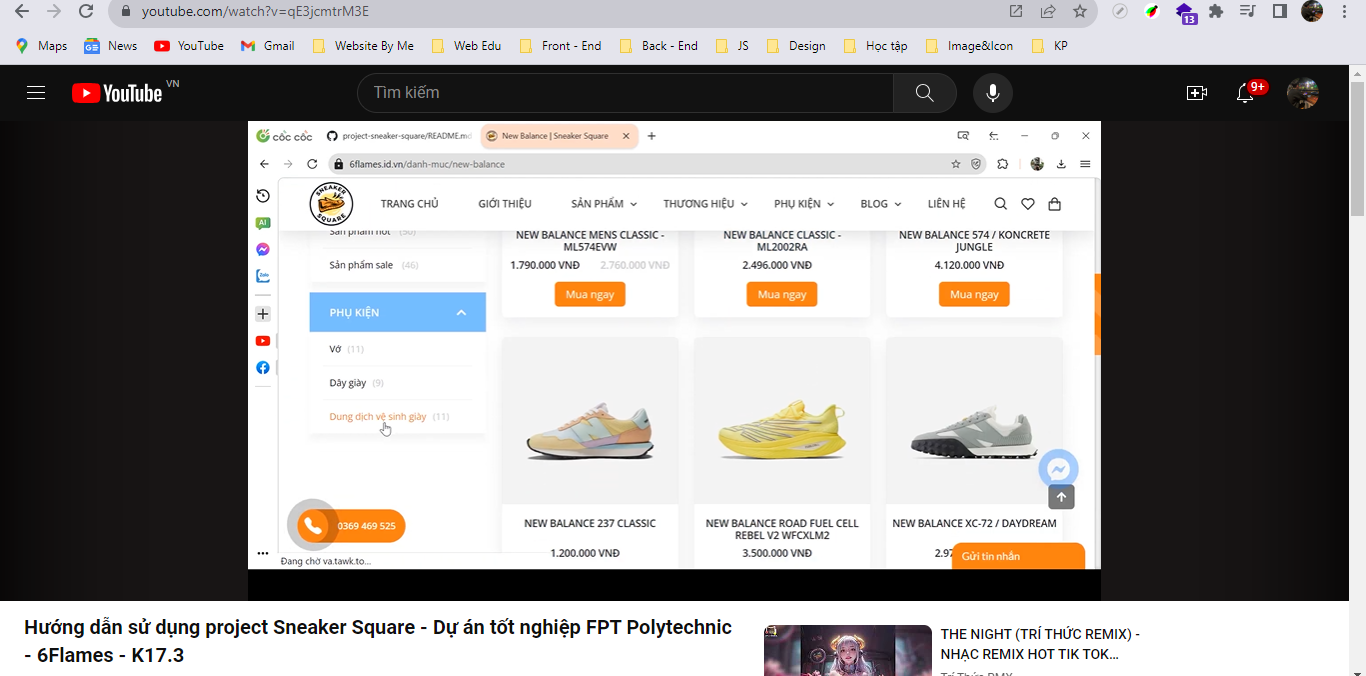 youtube.com/watch?v=qE3jcmtrM3E
13
Maps
News
YouTube
Gmail
Website By Me
Web Edu
Front - End
Back - End
JS
Design
Học tập
Image&Icon
KP
YouTube VN
Tìm kiếm
9+
cốc cốc
project-sneaker-square/README.md
New Balance | Sneaker Square
6flames.id.vn/danh-muc/new-balance
SNEAKER SQUARE
TRANG CHỦ
GIỚI THIỆU
SẢN PHẨM
THƯƠNG HIỆU
PHỤ KIỆN
BLOG
LIÊN HỆ
AI
Zalo
Sản phẩm hot (50)
Sản phẩm sale (46)
PHỤ KIỆN
Vớ (11)
Dây giày (9)
Dung dịch vệ sinh giày (11)
NEW BALANCE MENS CLASSIC -
ML574EVW
1.790.000 VNĐ 2.760.000 VNĐ
Mua ngay
NEW BALANCE CLASSIC -
ML2002RA
2.496.000 VNĐ
Mua ngay
NEW BALANCE 574 / KONCRETE
JUNGLE
4.120.000 VNĐ
Mua ngay
NEW BALANCE 237 CLASSIC
1.200.000 VNĐ
NEW BALANCE ROAD FUEL CELL
REBEL V2 WFCXLM2
3.500.000 VNĐ
NEW BALANCE XC-72 / DAYDREAM
2.97
0369 469 525
Gửi tin nhắn
Đang chờ va.tawk.to...
Hướng dẫn sử dụng project Sneaker Square - Dự án tốt nghiệp FPT Polytechnic
- 6Flames - K17.3
THE NIGHT (TRÍ THỨC REMIX) -
NHẠC REMIX HOT TIK TOK...
Trí Thức RMX